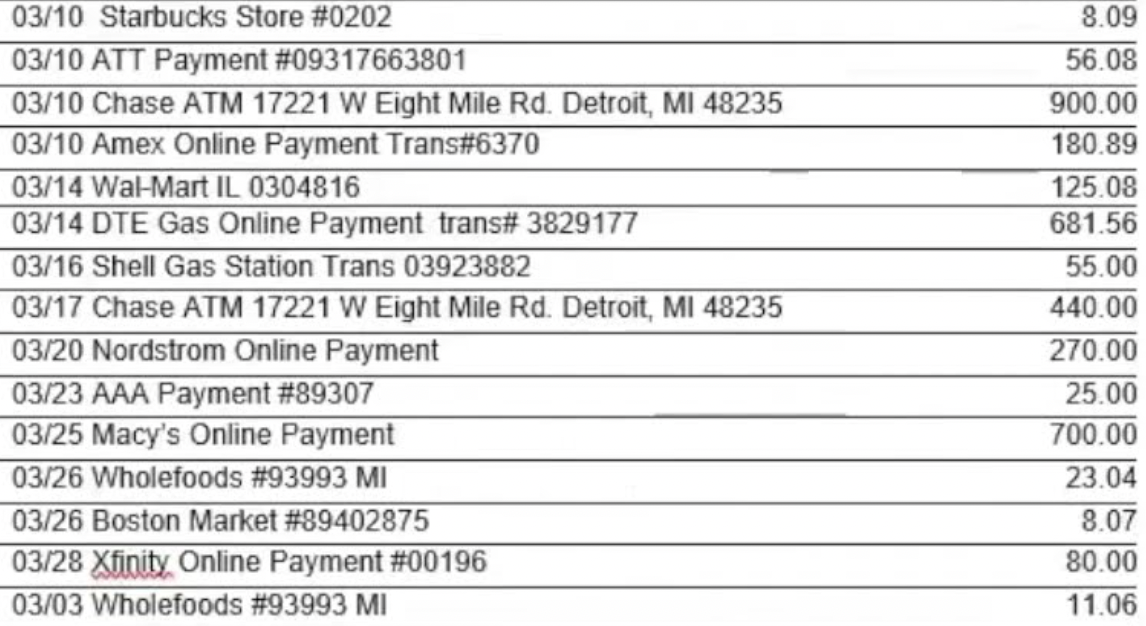 03/10 Starbucks Store #0202 8.09
03/10 ATT Payment #09317663801 56.08
03/10 Chase ATM 17221 W Eight Mile Rd. Detroit, MI 48235 900.00
03/10 Amex Online Payment Trans#6370 180.89
03/14 Wal-Mart IL 0304816 125.08
03/14 DTE Gas Online Payment trans# 3829177 681.56
03/16 Shell Gas Station Trans 03923882 55.00
03/17 Chase ATM 17221 W Eight Mile Rd. Detroit, MI 48235 440.00
03/20 Nordstrom Online Payment 270.00
03/23 AAA Payment #89307 25.00
03/25 Macy's Online Payment 700.00
03/26 Wholefoods #93993 MI 23.04
03/26 Boston Market #89402875 8.07
03/28 Xfinity Online Payment #00196 80.00
03/03 Wholefoods #93993 MI 11.06